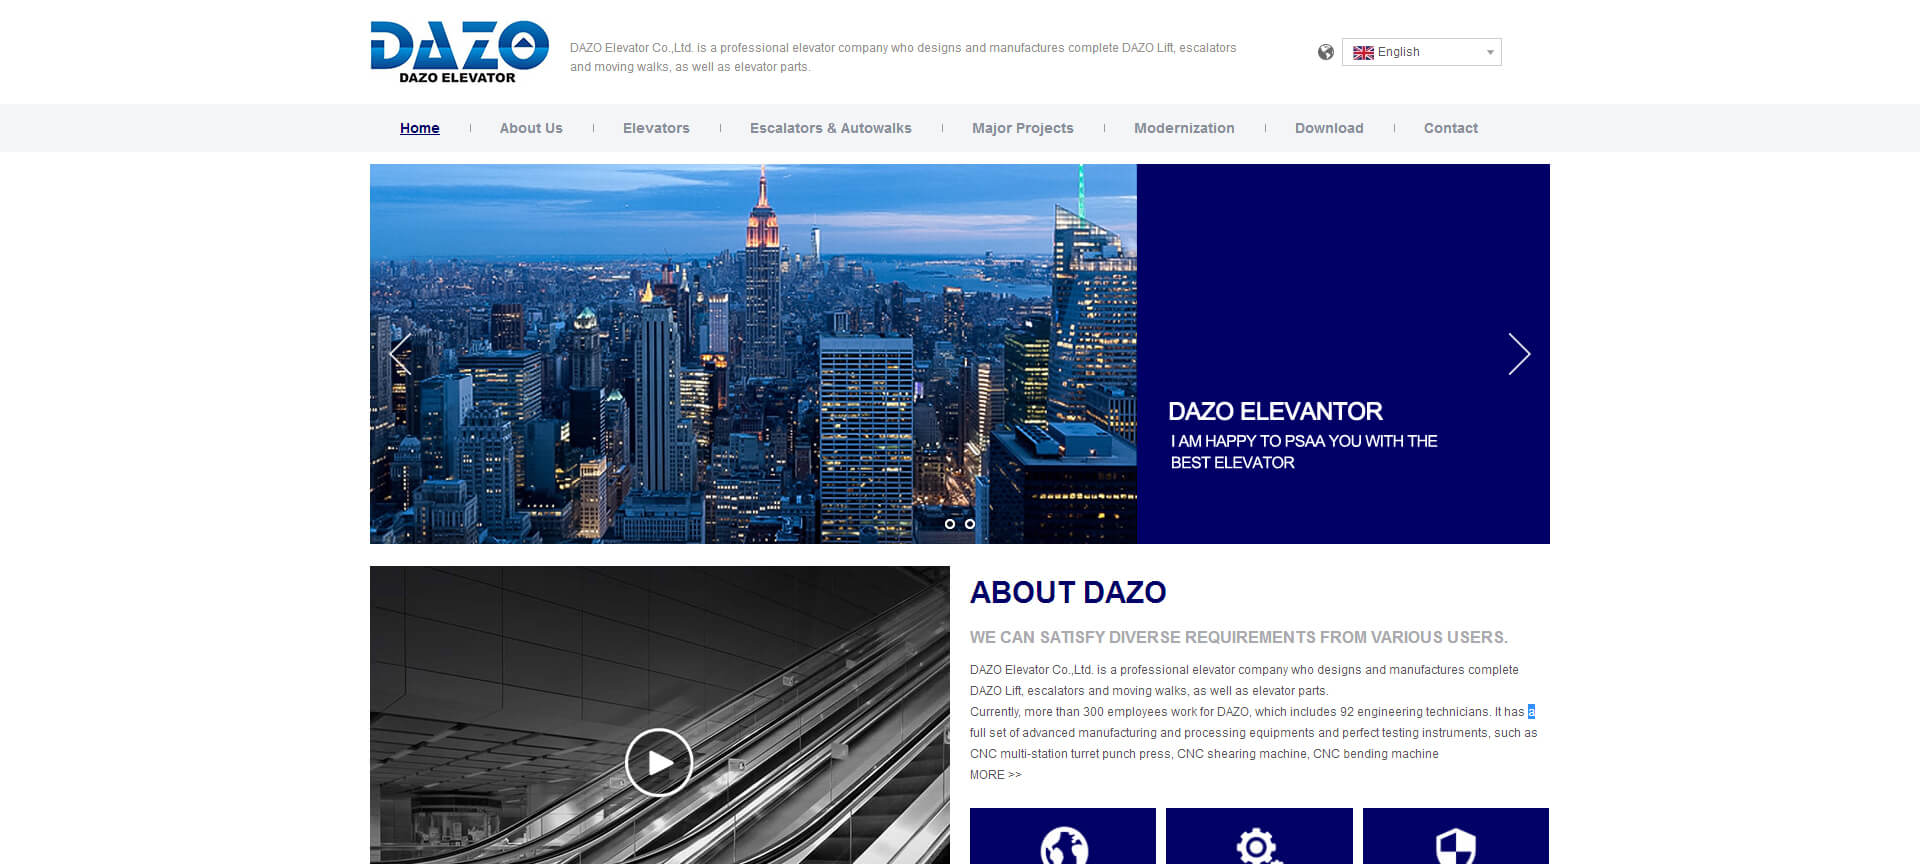 DAZO
DAZO ELEVATOR
DAZO Elevator Co.,Ltd. is a professional elevator company who designs and manufactures complete DAZO Lift, escalators
and moving walks, as well as elevator parts.
English
Home
About Us
Elevators
Escalators & Autowalks
Major Projects
Modernization
Download
Contact
DAZO ELEVANTOR
I AM HAPPY TO PSAA YOU WITH THE
BEST ELEVATOR
ABOUT DAZO
WE CAN SATISFY DIVERSE REQUIREMENTS FROM VARIOUS USERS.
DAZO Elevator Co.,Ltd. is a professional elevator company who designs and manufactures complete
DAZO Lift, escalators and moving walks, as well as elevator parts.
Currently, more than 300 employees work for DAZO, which includes 92 engineering technicians. It has a
full set of advanced manufacturing and processing equipments and perfect testing instruments, such as
CNC multi-station turret punch press, CNC shearing machine, CNC bending machine
MORE >>